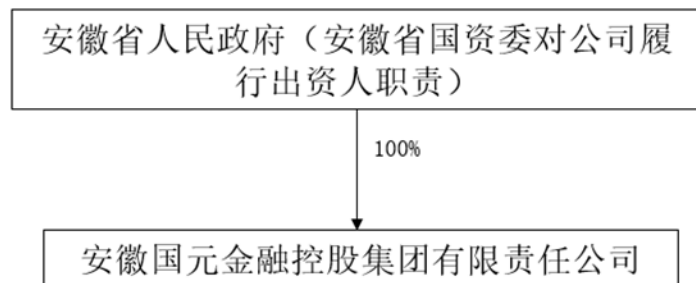 安徽省人民政府（安徽省国资委对公司履
行出资人职责）
100%
安徽国元金融控股集团有限责任公司